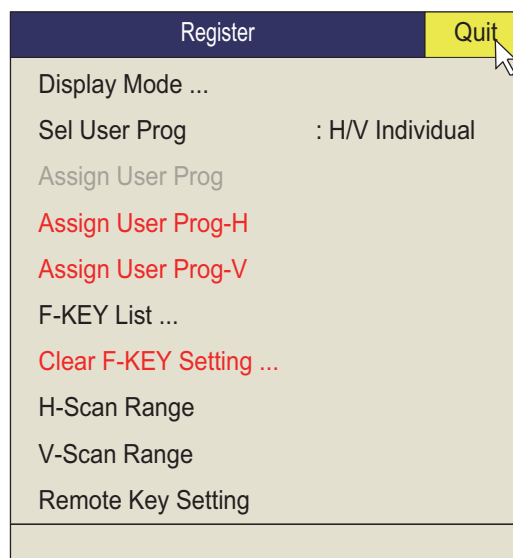 Register Quit
Display Mode ...
Sel User Prog : H/V Individual
Assign User Prog
Assign User Prog-H
Assign User Prog-V
F-KEY List ...
Clear F-KEY Setting ...
H-Scan Range
V-Scan Range
Remote Key Setting